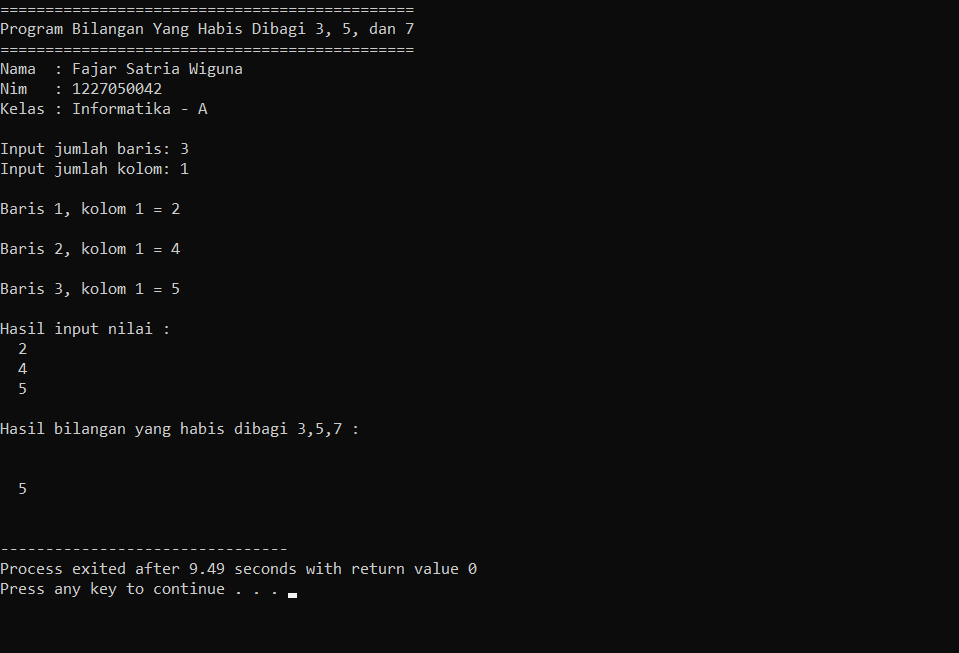 ==============================================
Program Bilangan Yang Habis Dibagi 3, 5, dan 7
==============================================
Nama  : Fajar Satria Wiguna
Nim   : 1227050042
Kelas : Informatika - A
Input jumlah baris: 3
Input jumlah kolom: 1
Baris 1, kolom 1 = 2
Baris 2, kolom 1 = 4
Baris 3, kolom 1 = 5
Hasil input nilai :
  2
  4
  5
Hasil bilangan yang habis dibagi 3,5,7 :
  5
--------------------------------
Process exited after 9.49 seconds with return value 0
Press any key to continue . . .